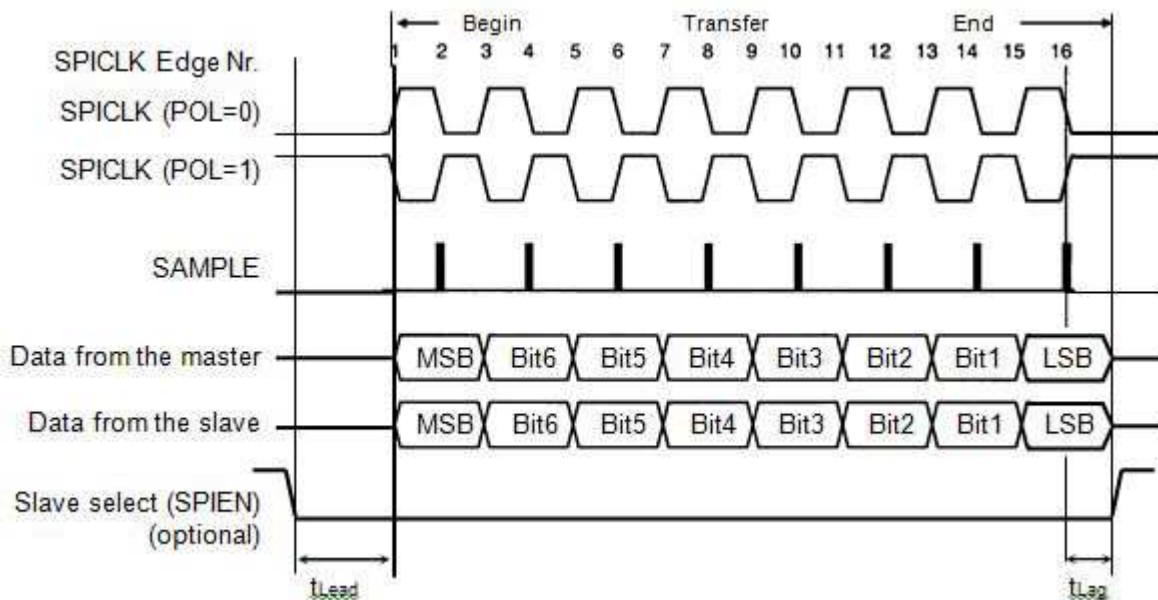 Begin Transfer End
SPICLK Edge Nr. 1 2 3 4 5 6 7 8 9 10 11 12 13 14 15 16
SPICLK (POL=0)
SPICLK (POL=1)
SAMPLE
Data from the master MSB Bit6 Bit5 Bit4 Bit3 Bit2 Bit1 LSB
Data from the slave MSB Bit6 Bit5 Bit4 Bit3 Bit2 Bit1 LSB
Slave select (SPIEN)
(optional)
tLead tLag